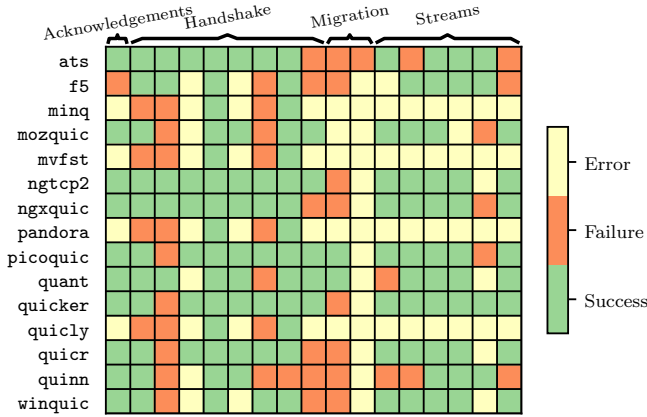 Acknowledgements Handshake Migration Streams
ats
f5
minq
mozquic
mvfst
ngtcp2
ngxquic
pandora
picoquic
quant
quicker
quicly
quicr
quinn
winquic
Error
Failure
Success